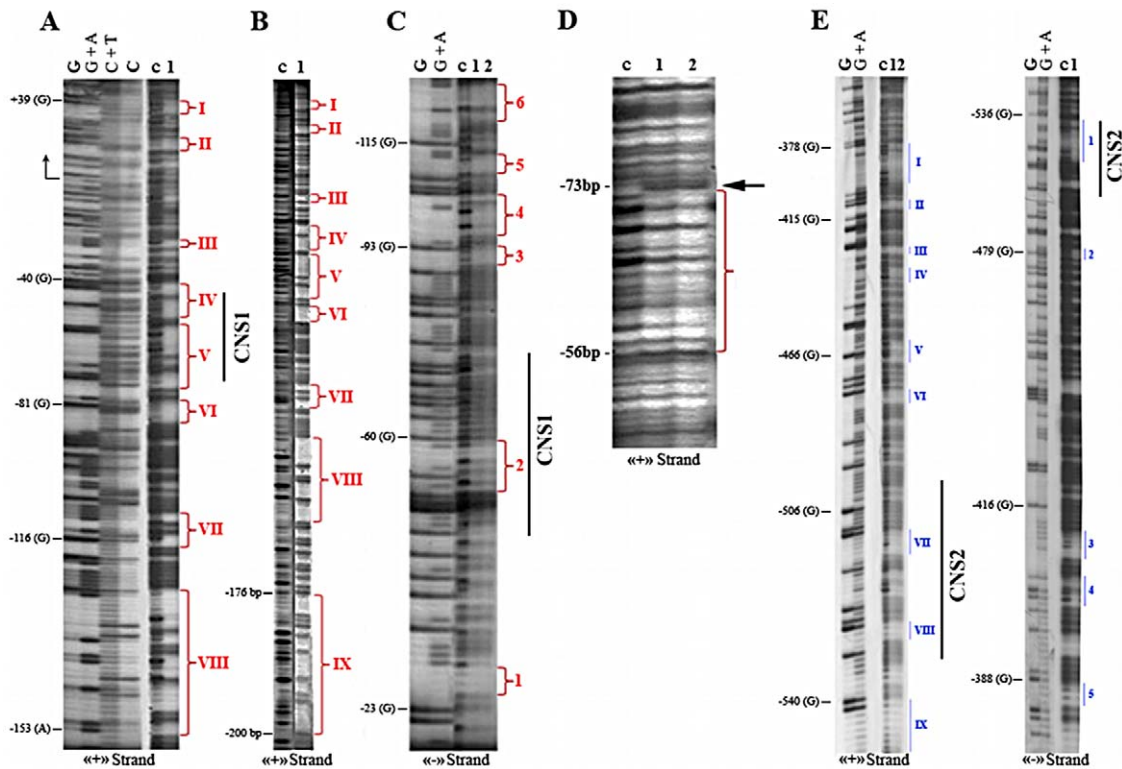 A
G
G + A
C + T
C
c 1
+39 (G)
-40 (G)
-81 (G)
-116 (G)
-153 (A)
I
II
III
IV
V
VI
VII
VIII
CNS1
«+» Strand
B
c 1
I
II
III
IV
V
VI
VII
VIII
IX
-176 bp
-200 bp
«+» Strand
C
G
G + A
c 1 2
-115 (G)
-93 (G)
-60 (G)
-23 (G)
6
5
4
3
2
1
CNS1
«-» Strand
D
c 1 2
-73bp
-56bp
«+» Strand
E
G
G + A
c 1 2
-378 (G)
-415 (G)
-466 (G)
-506 (G)
-540 (G)
I
II
III
IV
V
VI
VII
VIII
IX
CNS2
«+» Strand
G
G + A
c 1
-536 (G)
-479 (G)
-416 (G)
-388 (G)
1
2
3
4
5
CNS2
«-» Strand